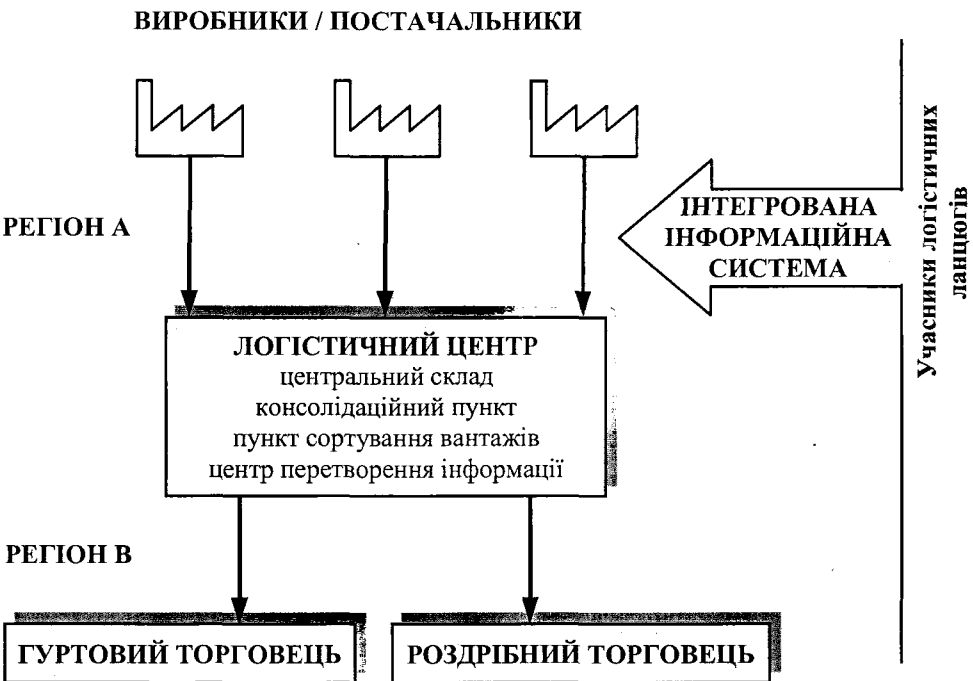 ВИРОБНИКИ / ПОСТАЧАЛЬНИКИ
РЕГІОН А
ІНТЕГРОВАНА
ІНФОРМАЦІЙНА
СИСТЕМА
Учасники логістичних
ланцюгів
ЛОГІСТИЧНИЙ ЦЕНТР
центральний склад
консолідаційний пункт
пункт сортування вантажів
центр перетворення інформації
РЕГІОН В
ГУРТОВИЙ ТОРГОВЕЦЬ
РОЗДРІБНИЙ ТОРГОВЕЦЬ